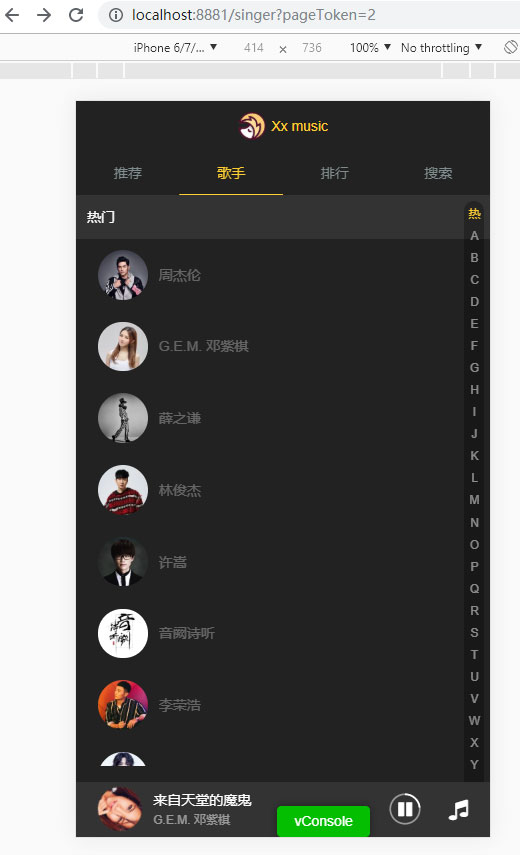 localhost:8881/singer?pageToken=2
iPhone 6/7/... ▼ 414 × 736 100% ▼ No throttling ▼
Xx music
推荐 歌手 排行 搜索
热门
周杰伦
G.E.M. 邓紫棋
薛之谦
林俊杰
许嵩
音阙诗听
李荣浩
热
A
B
C
D
E
F
G
H
I
J
K
L
M
N
O
P
Q
R
S
T
U
V
W
X
Y
来自天堂的魔鬼
G.E.M. 邓紫棋
vConsole